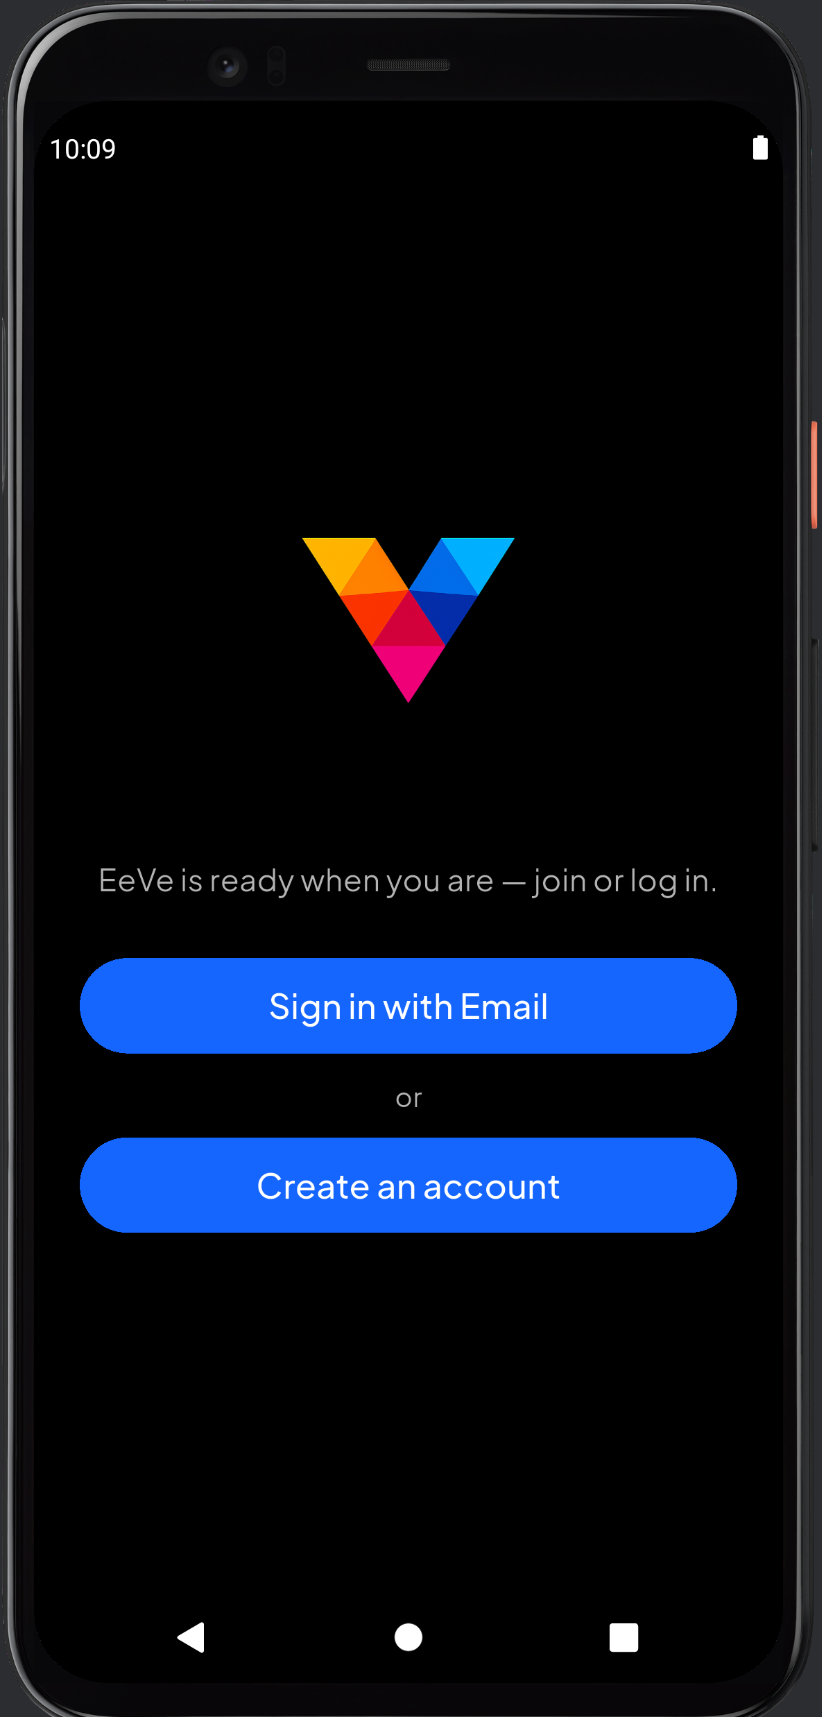 10:09
EeVe is ready when you are — join or log in.
Sign in with Email
or
Create an account